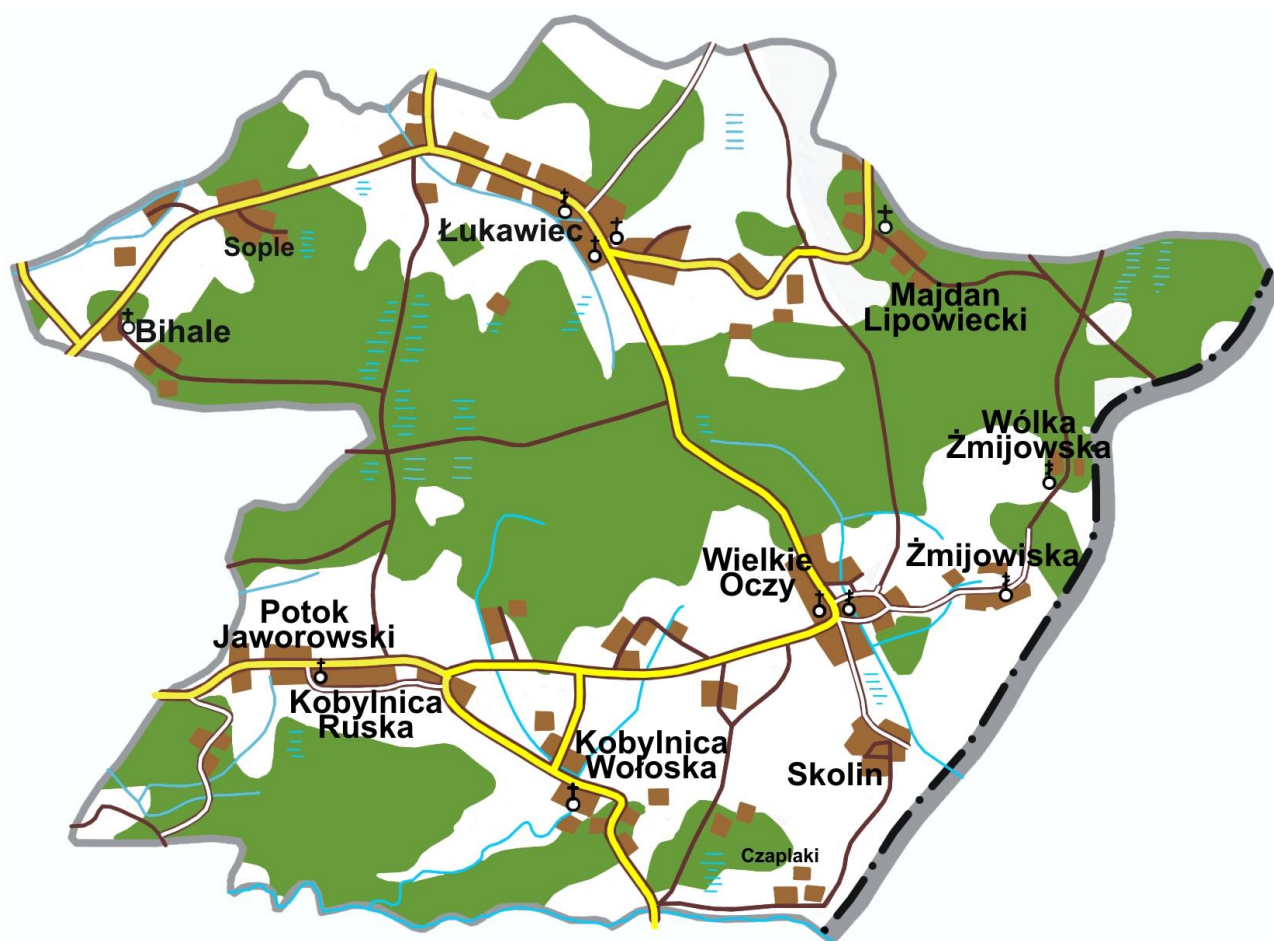 Łukawiec
Sople
Majdan
Lipowiecki
Bihale
Wólka
Żmijowska
Wielkie
Oczy
Żmijowiska
Potok
Jaworowski
Kobylnica
Ruska
Kobylnica
Wołoska
Skolin
Czaplaki